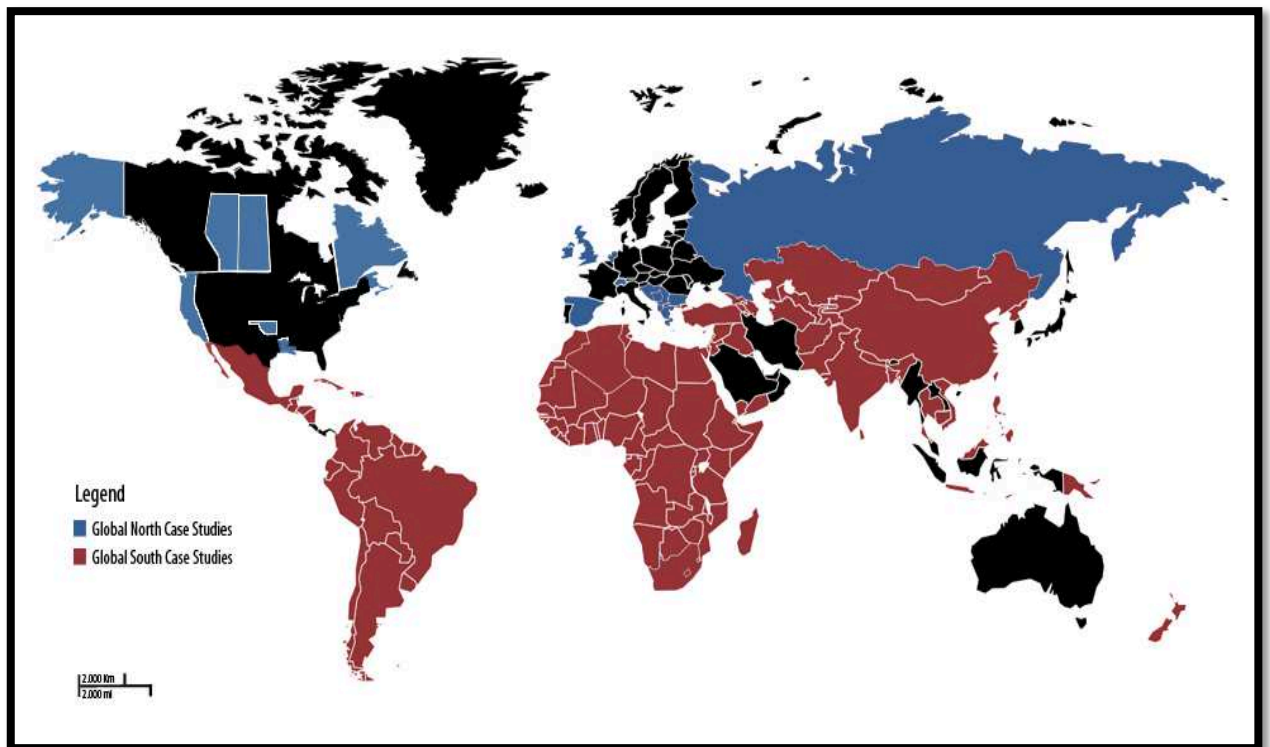 Legend
Global North Case Studies
Global South Case Studies
2.000 Km
2.000 mi